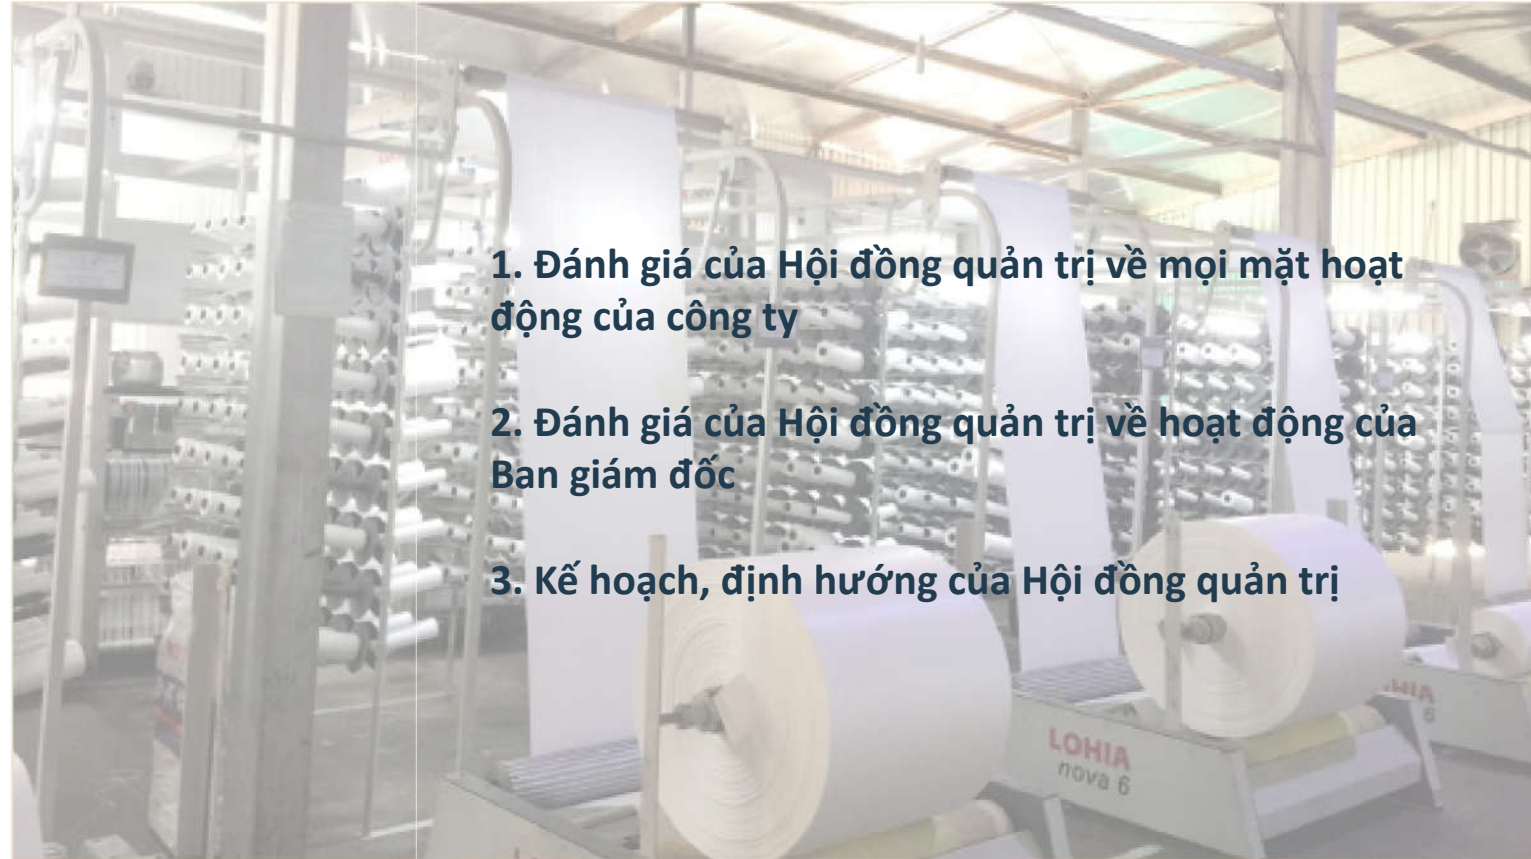 1. Đánh giá của Hội đồng quản trị về mọi mặt hoạt
động của công ty
2. Đánh giá của Hội đồng quản trị về hoạt động của
Ban giám đốc
3. Kế hoạch, định hướng của Hội đồng quản trị
LOHIA
nova 6
HIA
6